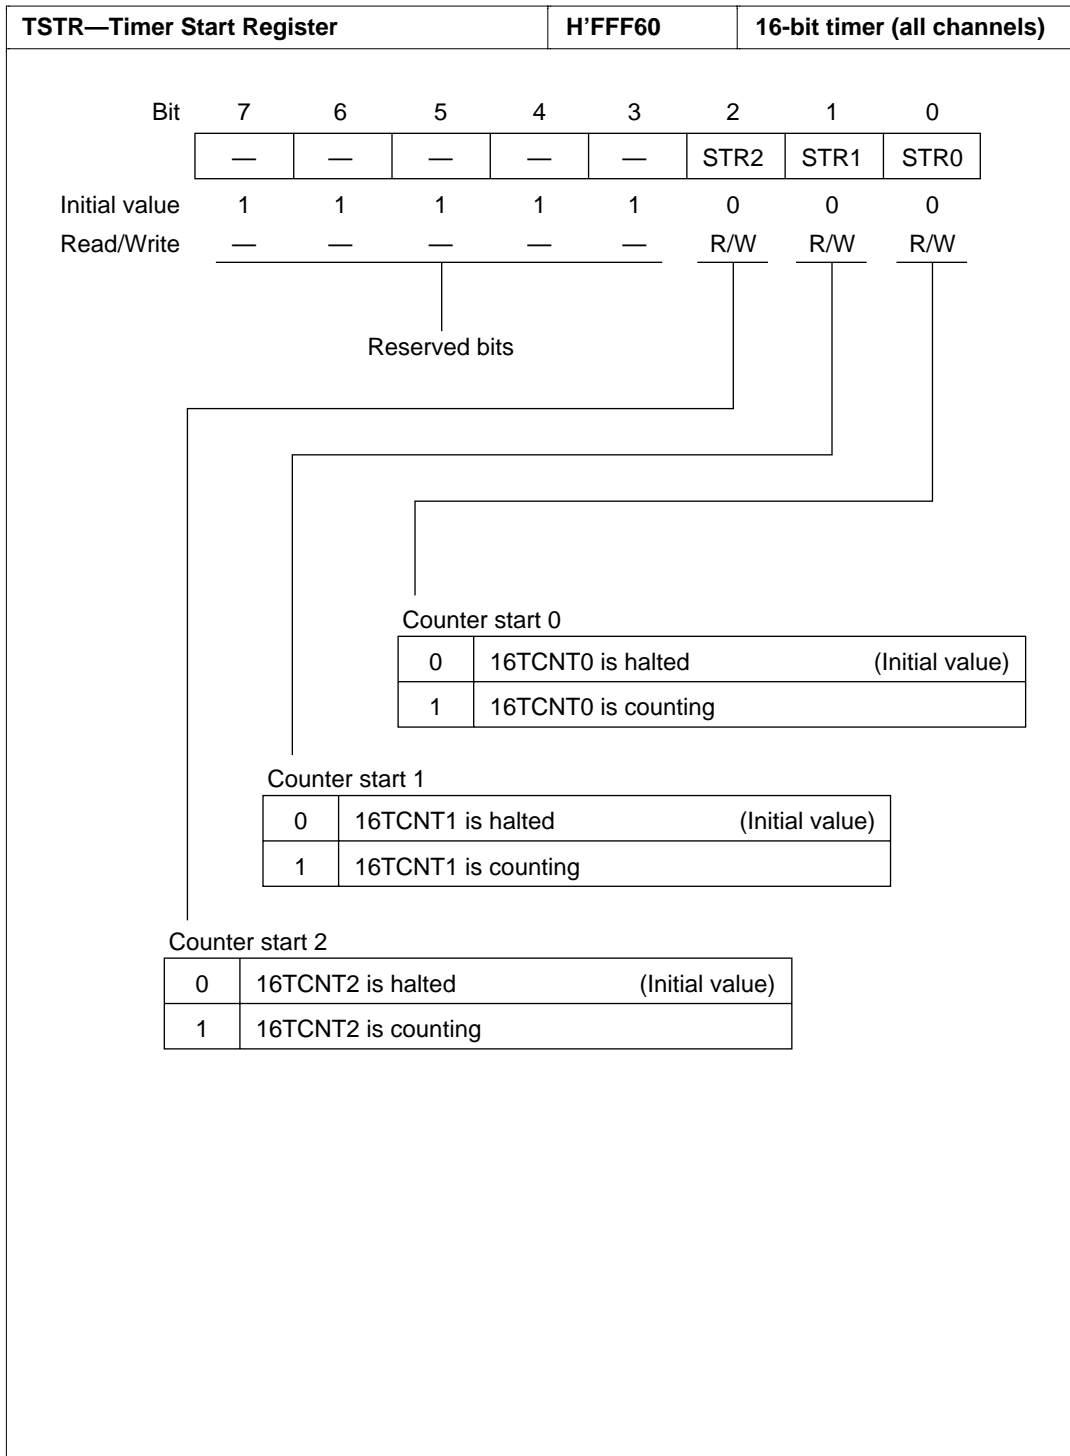 TSTR—Timer Start Register H'FFF60 16-bit timer (all channels)
Bit 7 6 5 4 3 2 1 0
— — — — — STR2 STR1 STR0
Initial value 1 1 1 1 1 0 0 0
Read/Write — — — — — R/W R/W R/W
Reserved bits
Counter start 0
0 16TCNT0 is halted (Initial value)
1 16TCNT0 is counting
Counter start 1
0 16TCNT1 is halted (Initial value)
1 16TCNT1 is counting
Counter start 2
0 16TCNT2 is halted (Initial value)
1 16TCNT2 is counting